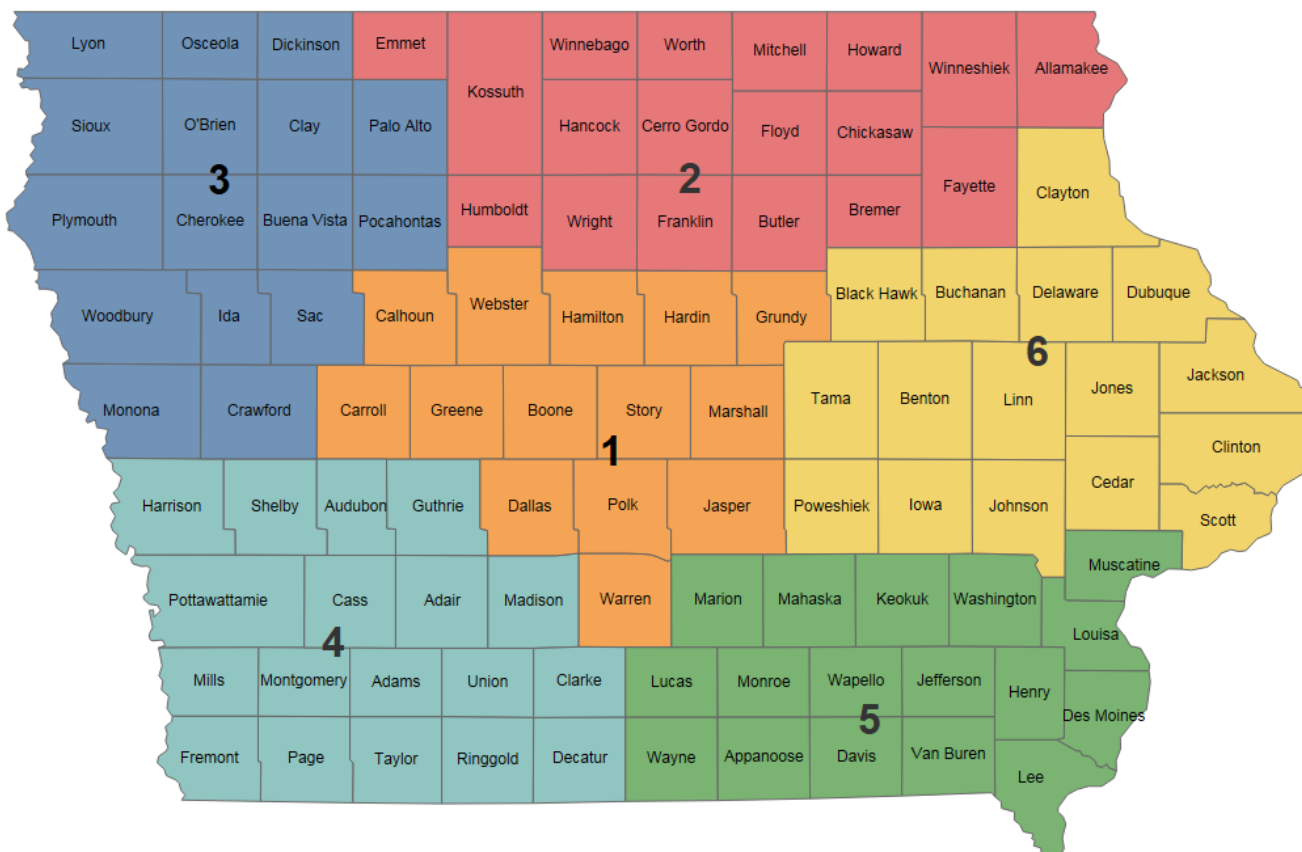 Lyon Osceola Dickinson Emmet Winnebago Worth Mitchell Howard
Winneshiek Allamakee
Kossuth
Sioux O'Brien Clay Palo Alto Hancock Cerro Gordo Floyd Chickasaw
3 2
Fayette Clayton
Plymouth Cherokee Buena Vista Pocahontas Humboldt Wright Franklin Butler Bremer
Black Hawk Buchanan Delaware Dubuque
Woodbury Ida Sac Calhoun Webster Hamilton Hardin Grundy
6
Jackson
Tama Benton Linn Jones
Monona Crawford Carroll Greene Boone Story Marshall
1
Clinton
Cedar
Harrison Shelby Audubon Guthrie Dallas Polk Jasper Poweshiek Iowa Johnson
Scott
Muscatine
Pottawattamie Cass Adair Madison Warren Marion Mahaska Keokuk Washington
4
Louisa
Mills Montgomery Adams Union Clarke Lucas Monroe Wapello Jefferson
Henry
5
Des Moines
Fremont Page Taylor Ringgold Decatur Wayne Appanoose Davis Van Buren
Lee